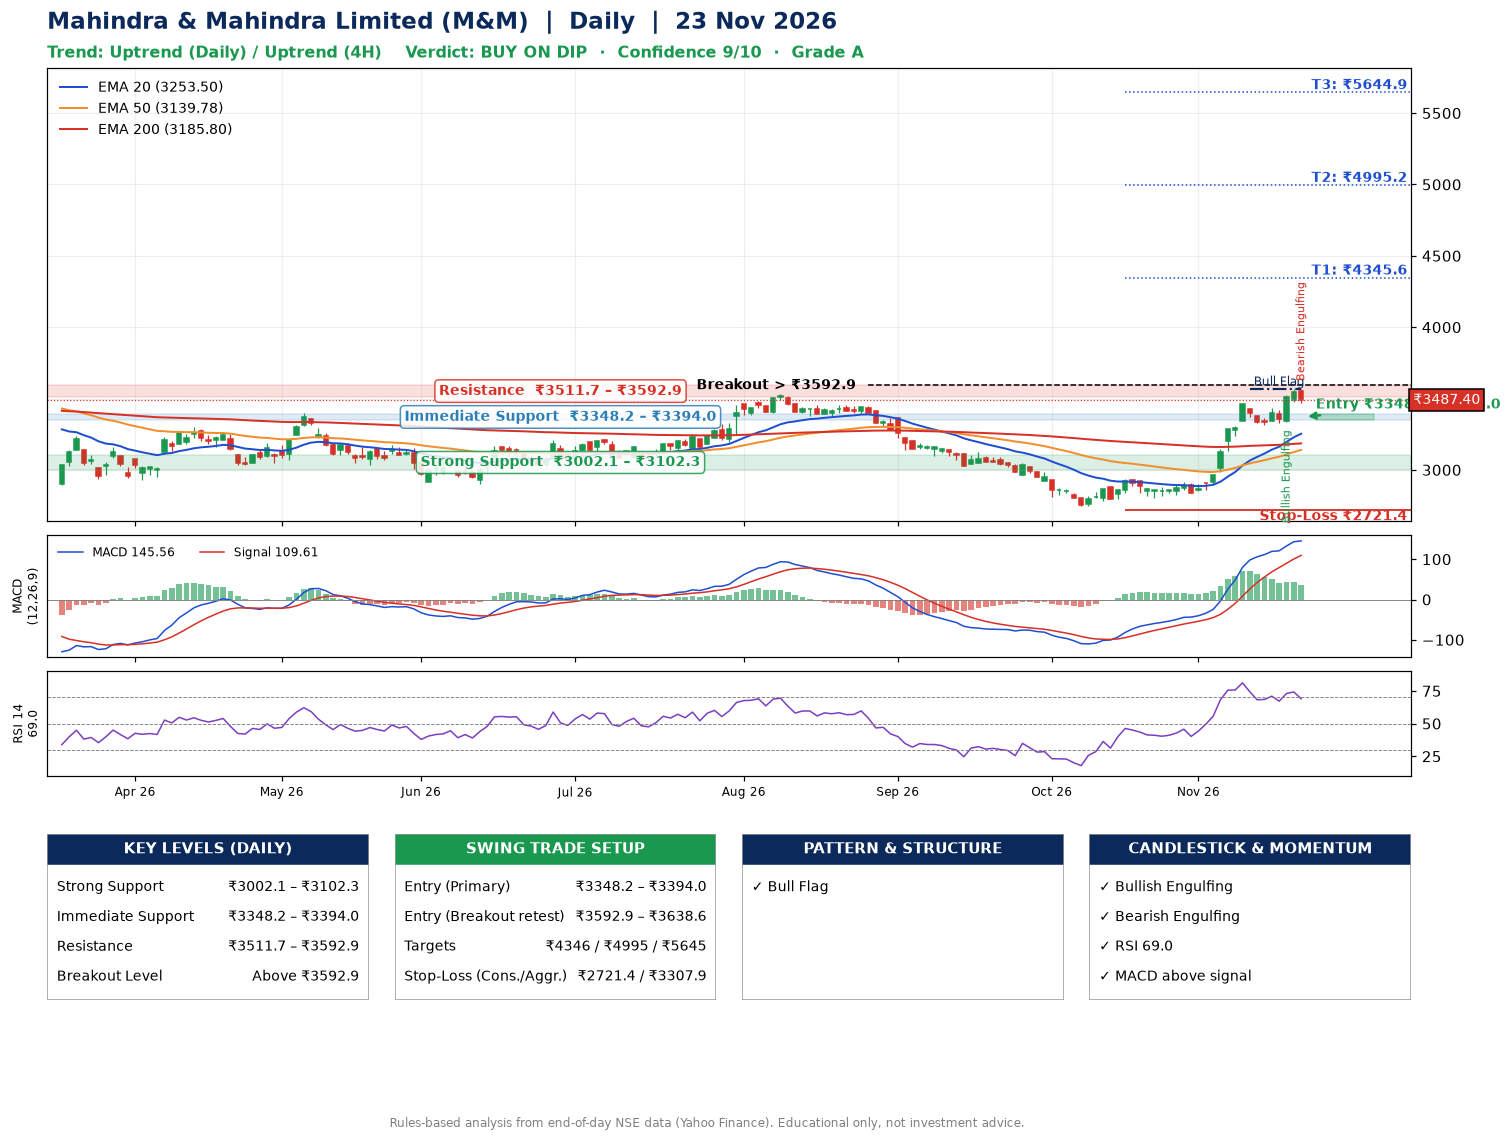 Mahindra & Mahindra Limited (M&M)  |  Daily  |  23 Nov 2026
Trend: Uptrend (Daily) / Uptrend (4H)     Verdict: BUY ON DIP  ·  Confidence 9/10  ·  Grade A
EMA 20 (3253.50)
EMA 50 (3139.78)
EMA 200 (3185.80)
T3: ₹5644.9
5500
T2: ₹4995.2
5000
4500
T1: ₹4345.6
4000
Bearish Engulfing
Bull Flag
Breakout > ₹3592.9
Resistance  ₹3511.7 – ₹3592.9
₹3487.40
Entry ₹3348
.0
Immediate Support  ₹3348.2 – ₹3394.0
Strong Support  ₹3002.1 – ₹3102.3
3000
Bullish Engulfing
Stop-Loss ₹2721.4
MACD 145.56
Signal 109.61
MACD
(12,26,9)
100
0
−100
RSI 14
69.0
75
50
25
Apr 26
May 26
Jun 26
Jul 26
Aug 26
Sep 26
Oct 26
Nov 26
KEY LEVELS (DAILY)
Strong Support ₹3002.1 – ₹3102.3
Immediate Support ₹3348.2 – ₹3394.0
Resistance ₹3511.7 – ₹3592.9
Breakout Level Above ₹3592.9
SWING TRADE SETUP
Entry (Primary) ₹3348.2 – ₹3394.0
Entry (Breakout retest) ₹3592.9 – ₹3638.6
Targets ₹4346 / ₹4995 / ₹5645
Stop-Loss (Cons./Aggr.) ₹2721.4 / ₹3307.9
PATTERN & STRUCTURE
✓ Bull Flag
CANDLESTICK & MOMENTUM
✓ Bullish Engulfing
✓ Bearish Engulfing
✓ RSI 69.0
✓ MACD above signal
Rules-based analysis from end-of-day NSE data (Yahoo Finance). Educational only, not investment advice.